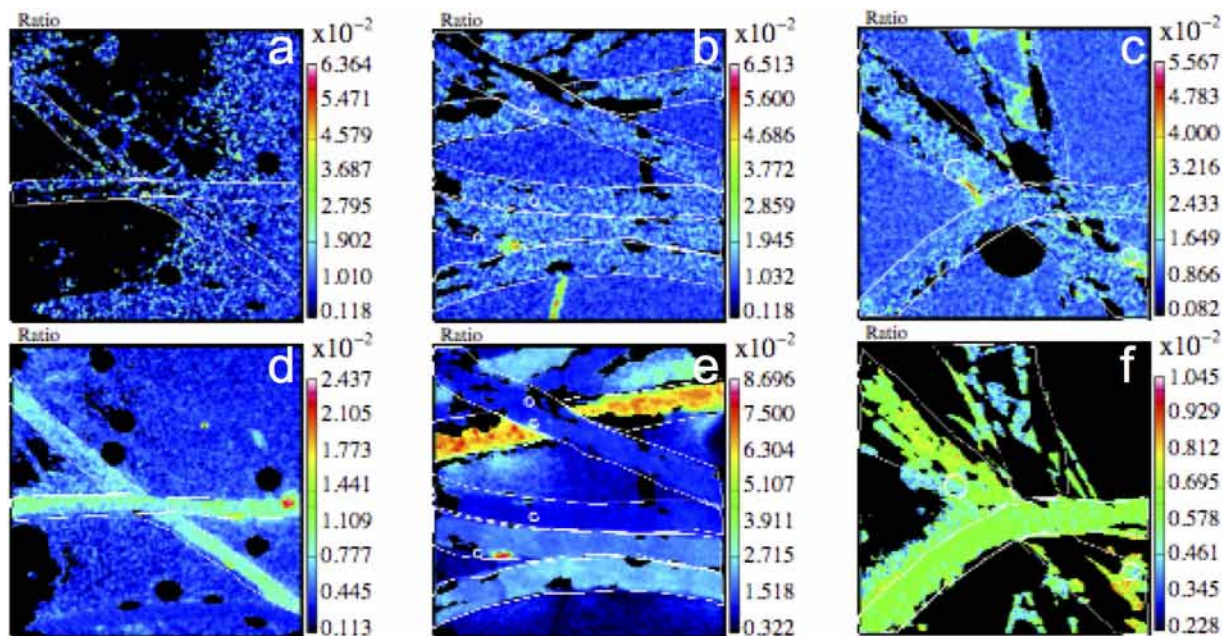 Ratio
a
x10⁻²
6.364
5.471
4.579
3.687
2.795
1.902
1.010
0.118
Ratio
b
x10⁻²
6.513
5.600
4.686
3.772
2.859
1.945
1.032
0.118
Ratio
c
x10⁻²
5.567
4.783
4.000
3.216
2.433
1.649
0.866
0.082
Ratio
d
x10⁻²
2.437
2.105
1.773
1.441
1.109
0.777
0.445
0.113
Ratio
e
x10⁻²
8.696
7.500
6.304
5.107
3.911
2.715
1.519
0.322
Ratio
f
x10⁻²
1.045
0.929
0.812
0.695
0.578
0.461
0.345
0.228